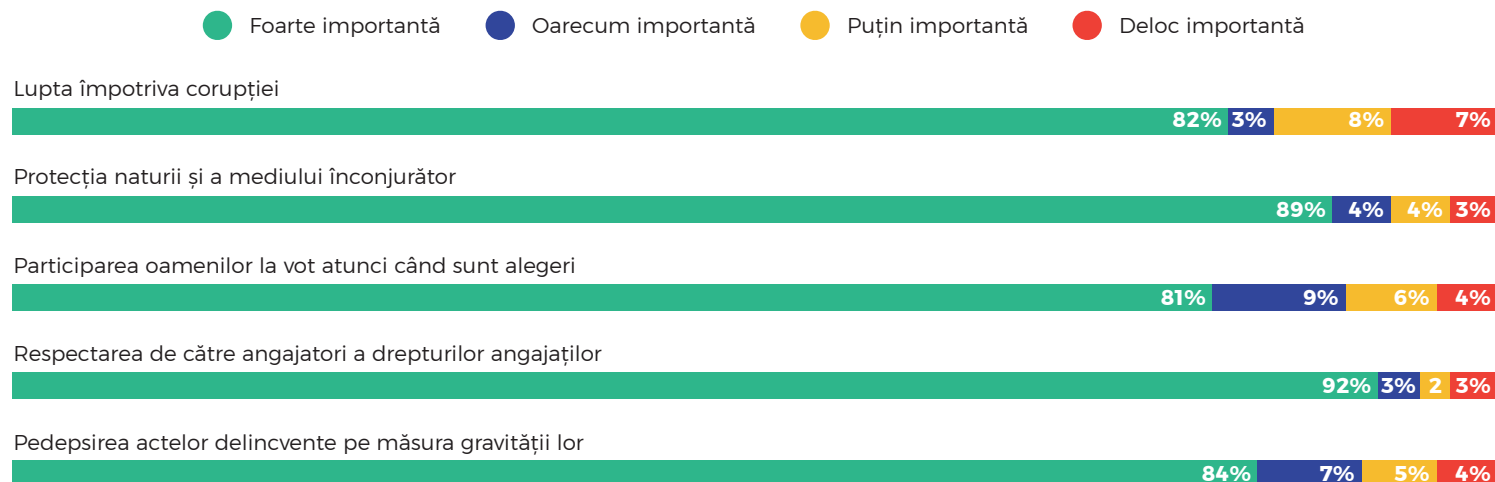 Foarte importantă Oarecum importantă Puțin importantă Deloc importantă
Lupta împotriva corupției
82% 3% 8% 7%
Protecția naturii și a mediului înconjurător
89% 4% 4% 3%
Participarea oamenilor la vot atunci când sunt alegeri
81% 9% 6% 4%
Respectarea de către angajatori a drepturilor angajaților
92% 3% 2 3%
Pedepsirea actelor delincvente pe măsura gravității lor
84% 7% 5% 4%